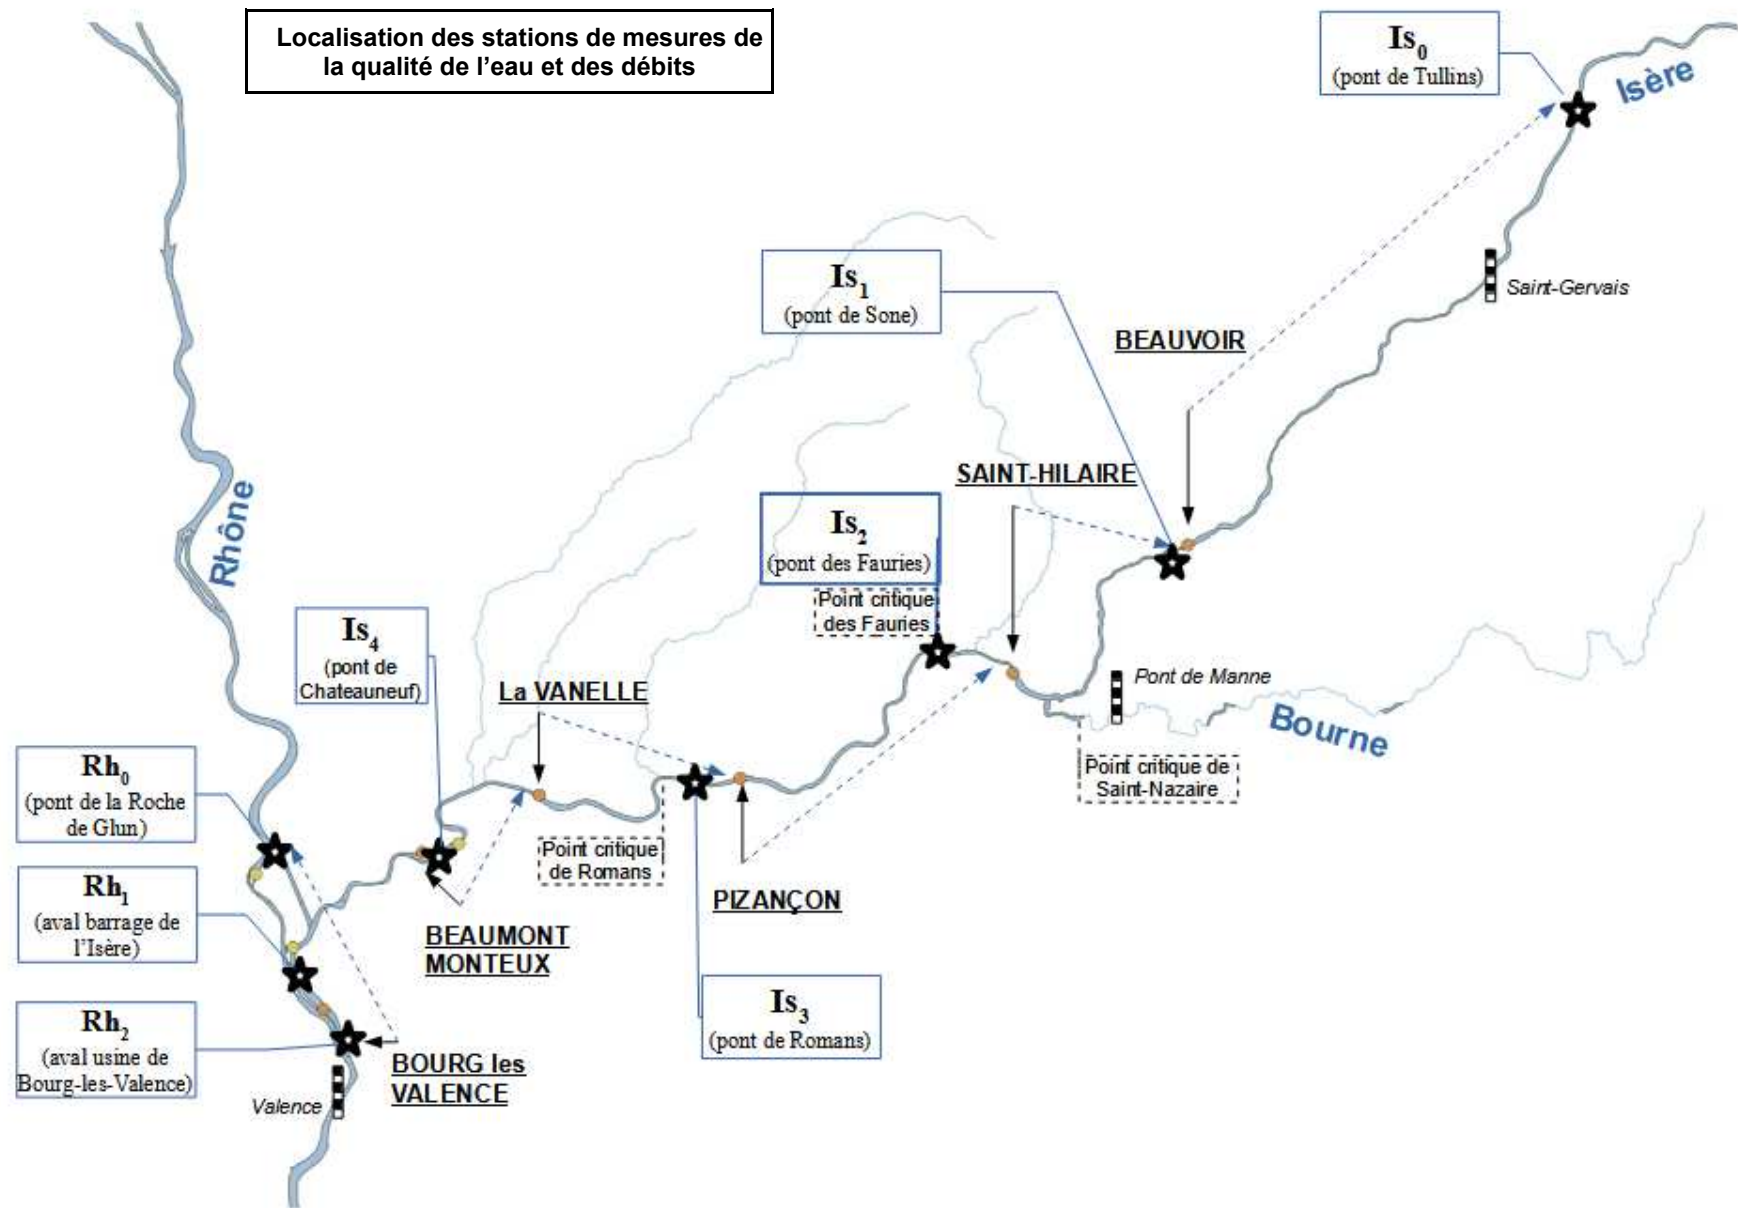 Localisation des stations de mesures de
la qualité de l’eau et des débits
Is0
(pont de Tullins)
Isère
Saint-Gervais
Is1
(pont de Sone)
BEAUVOIR
SAINT-HILAIRE
Is2
(pont des Fauries)
Point critique
des Fauries
Rhône
Is4
(pont de
Chateauneuf)
La VANELLE
Pont de Manne
Bourne
Point critique de
Saint-Nazaire
Rh0
(pont de la Roche
de Glun)
Point critique
de Romans
Rh1
(aval barrage de
l’Isère)
PIZANÇON
BEAUMONT
MONTEUX
Is3
(pont de Romans)
Rh2
(aval usine de
Bourg-les-Valence)
BOURG les
VALENCE
Valence